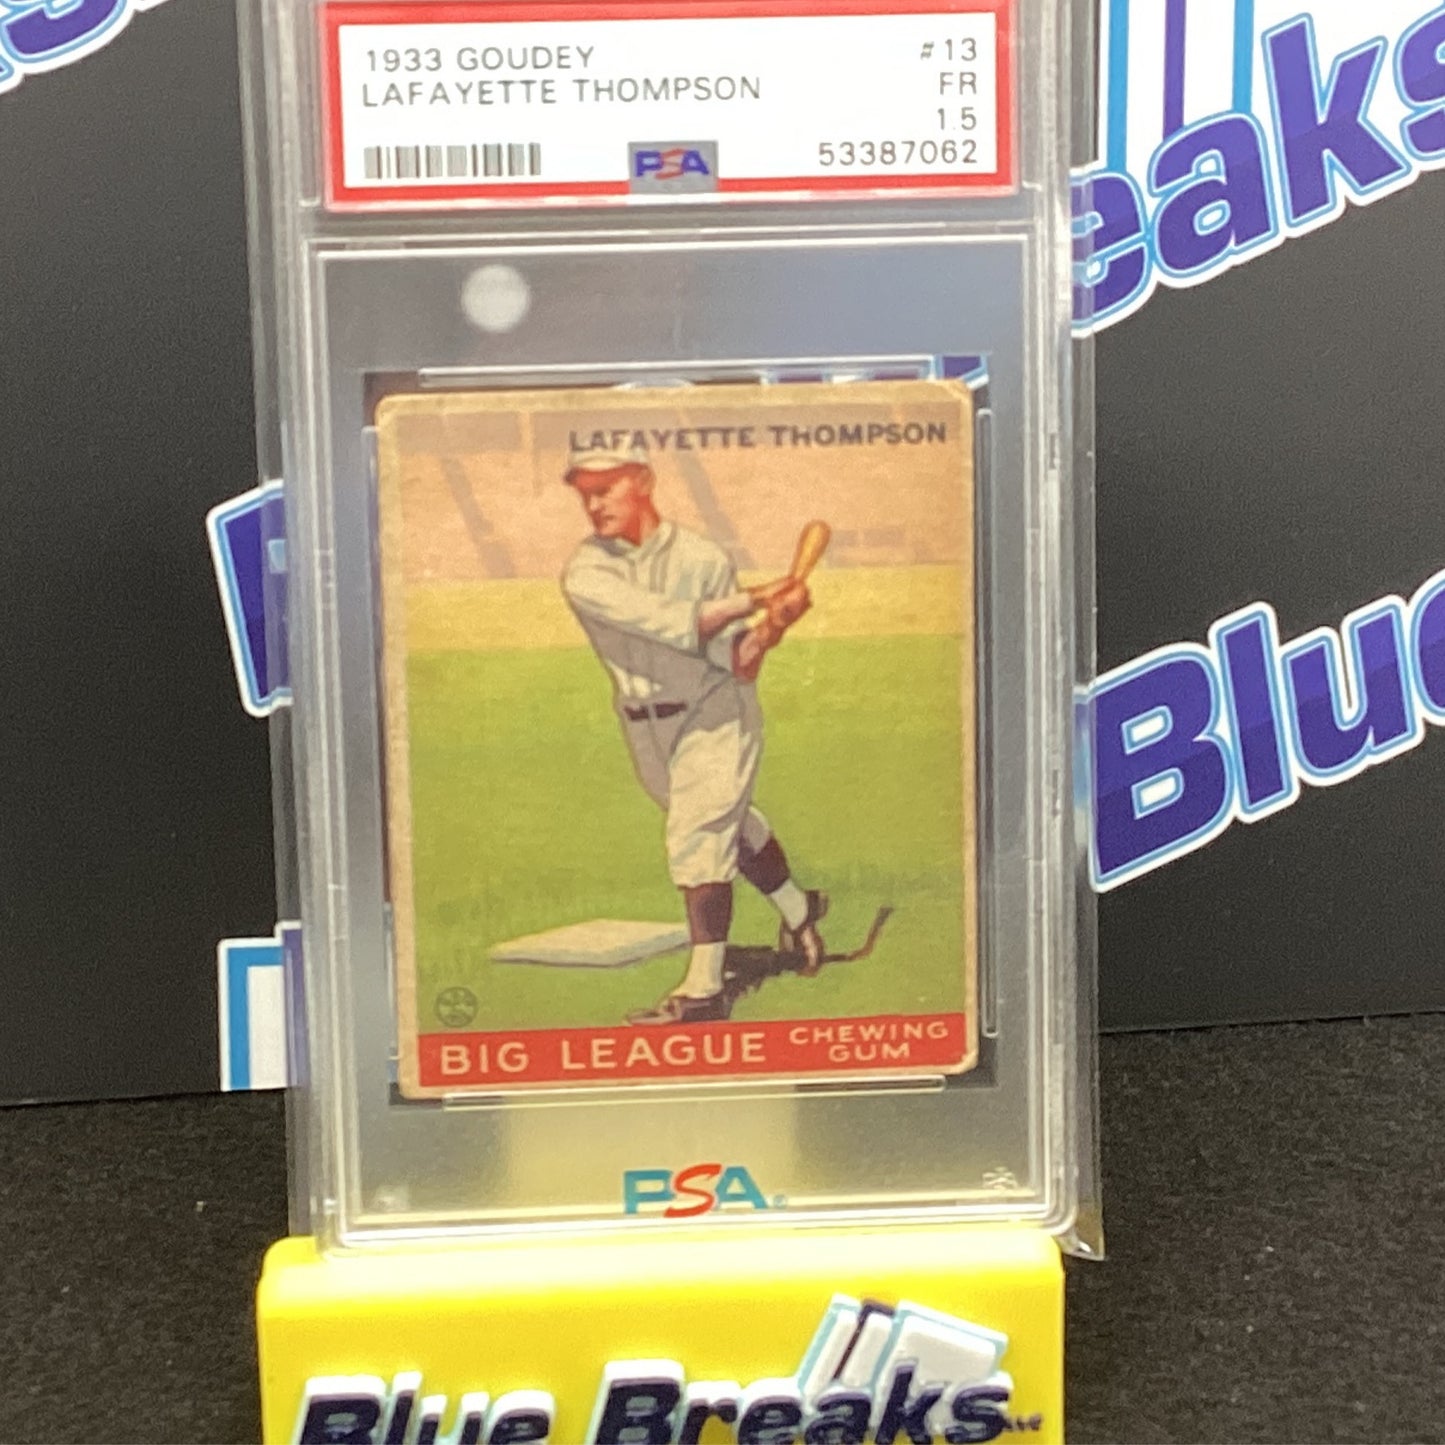 1933 GOUDEY #13
LAFAYETTE THOMPSON FR
1.5
PSA 53387062
eaks
Blue
LAFAYETTE THOMPSON
BIG LEAGUE CHEWING
GUM
PSA
Blue Breaks